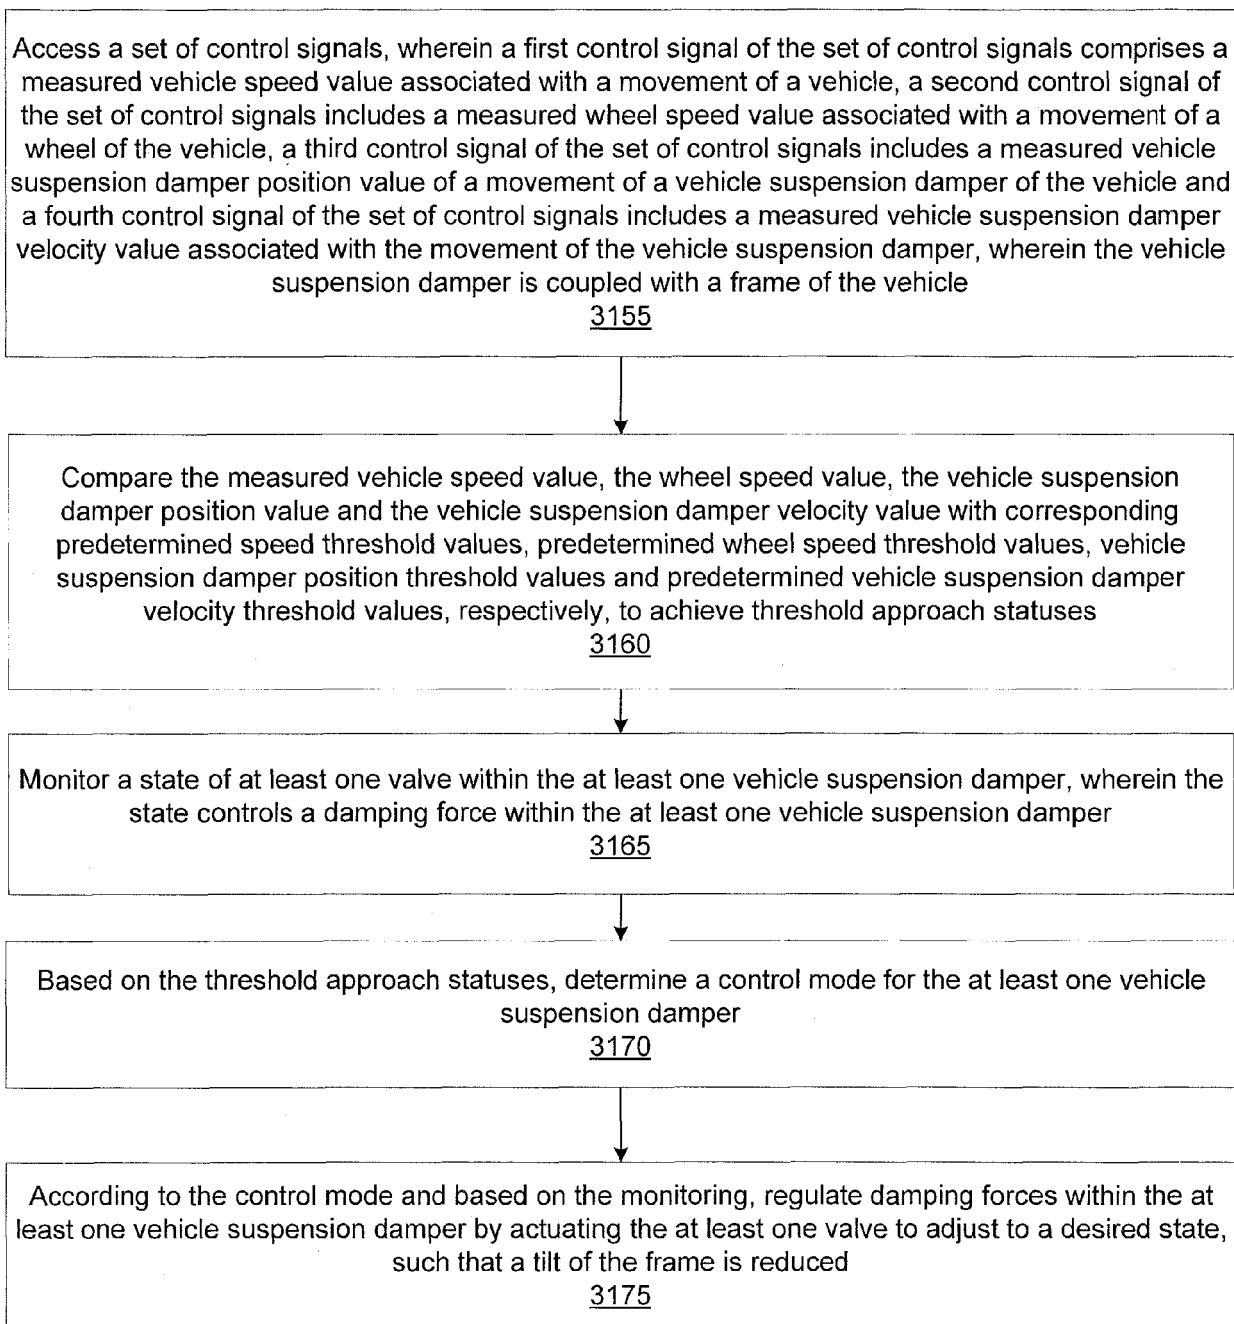 Access a set of control signals, wherein a first control signal of the set of control signals comprises a
measured vehicle speed value associated with a movement of a vehicle, a second control signal of
the set of control signals includes a measured wheel speed value associated with a movement of a
wheel of the vehicle, a third control signal of the set of control signals includes a measured vehicle
suspension damper position value of a movement of a vehicle suspension damper of the vehicle and
a fourth control signal of the set of control signals includes a measured vehicle suspension damper
velocity value associated with the movement of the vehicle suspension damper, wherein the vehicle
suspension damper is coupled with a frame of the vehicle
3155
Compare the measured vehicle speed value, the wheel speed value, the vehicle suspension
damper position value and the vehicle suspension damper velocity value with corresponding
predetermined speed threshold values, predetermined wheel speed threshold values, vehicle
suspension damper position threshold values and predetermined vehicle suspension damper
velocity threshold values, respectively, to achieve threshold approach statuses
3160
Monitor a state of at least one valve within the at least one vehicle suspension damper, wherein the
state controls a damping force within the at least one vehicle suspension damper
3165
Based on the threshold approach statuses, determine a control mode for the at least one vehicle
suspension damper
3170
According to the control mode and based on the monitoring, regulate damping forces within the at
least one vehicle suspension damper by actuating the at least one valve to adjust to a desired state,
such that a tilt of the frame is reduced
3175